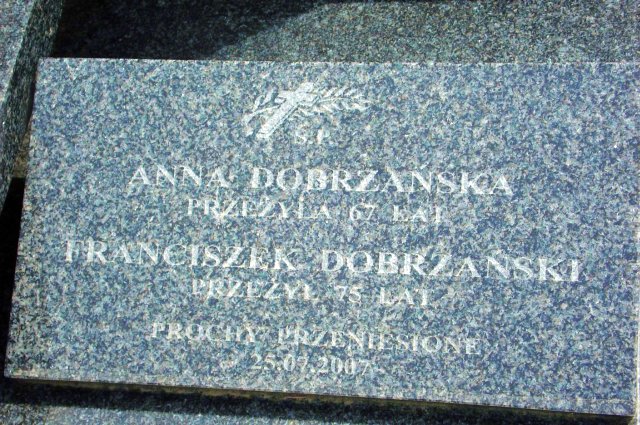 Ś.P.
ANNA DOBRZAŃSKA
PRZEŻYŁA 67 LAT
FRANCISZEK DOBRZAŃSKI
PRZEŻYŁ 75 LAT
PROCHY PRZENIESIONE
25.07.2007